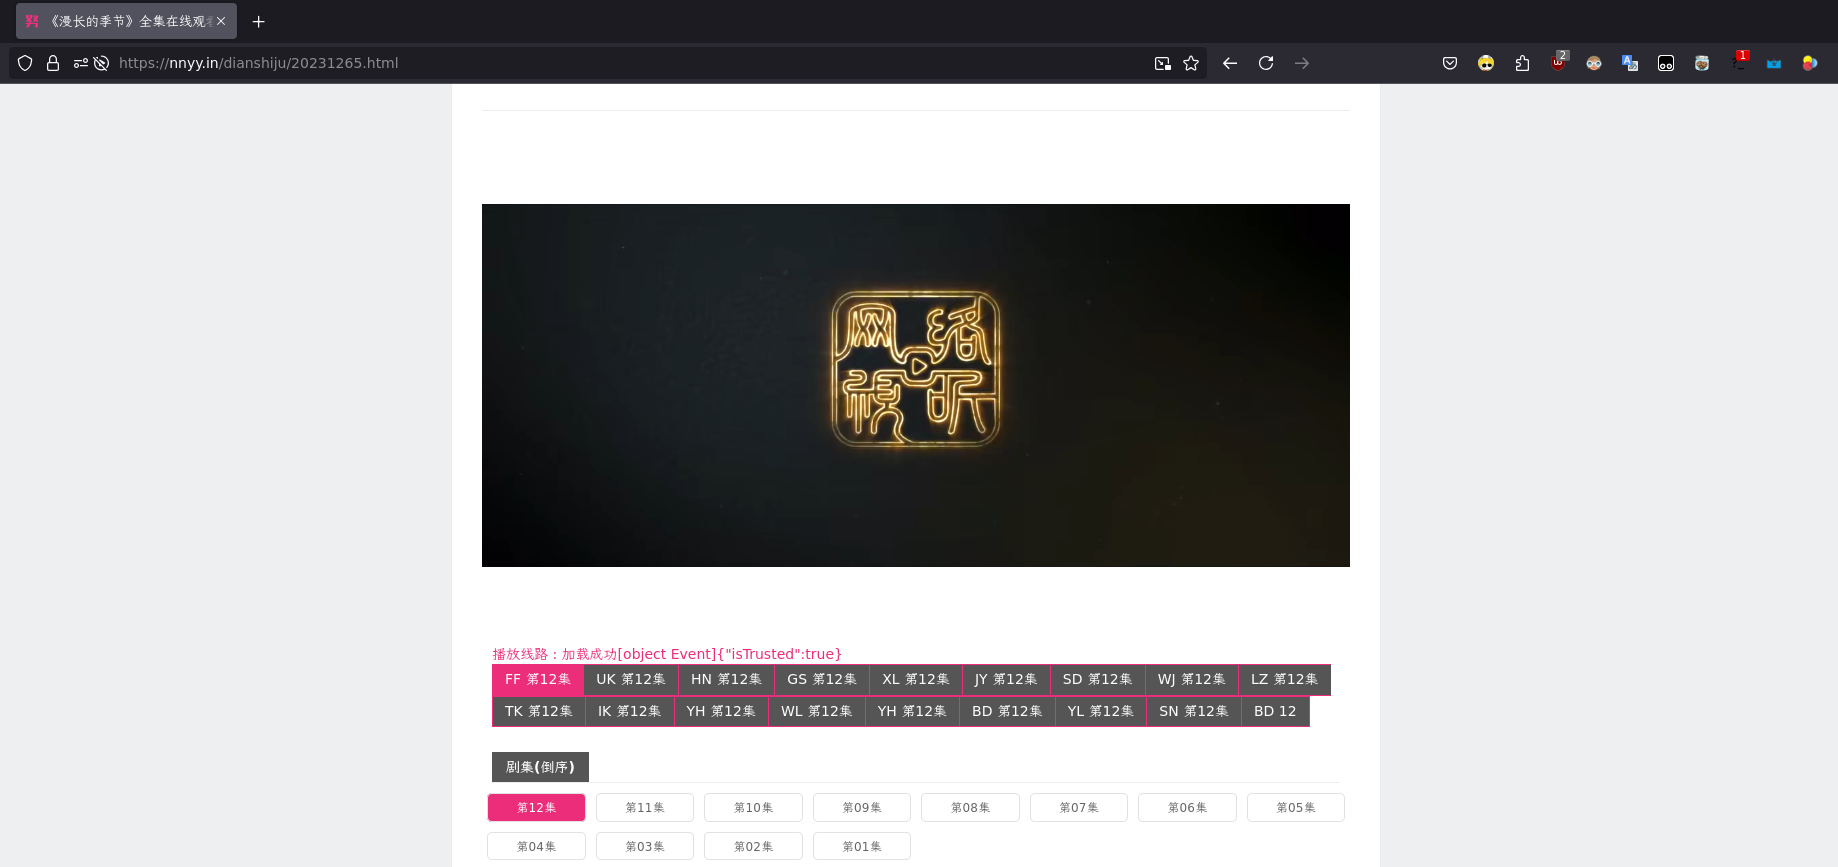 《漫长的季节》全集在线观
https://nnyy.in/dianshiju/20231265.html
2
1
网络
视听
播放线路：加载成功[object Event]{"isTrusted":true}
FF 第12集 UK 第12集 HN 第12集 GS 第12集 XL 第12集 JY 第12集 SD 第12集 WJ 第12集 LZ 第12集
TK 第12集 IK 第12集 YH 第12集 WL 第12集 YH 第12集 BD 第12集 YL 第12集 SN 第12集 BD 12
剧集(倒序)
第12集 第11集 第10集 第09集 第08集 第07集 第06集 第05集
第04集 第03集 第02集 第01集